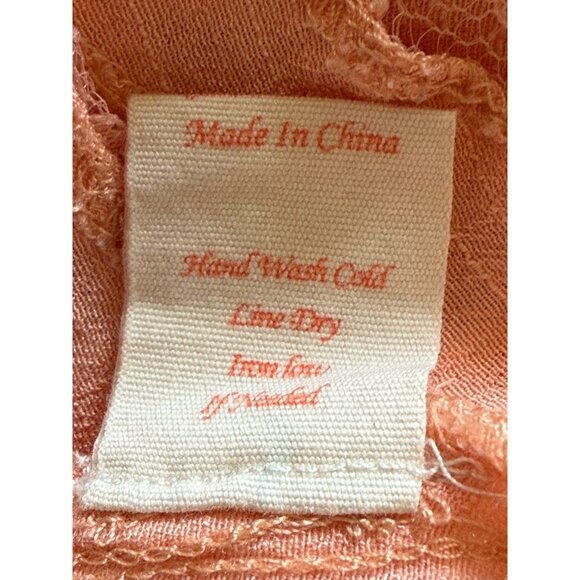 Made In China
Hand Wash Cold
Line Dry
Iron low
If Needed